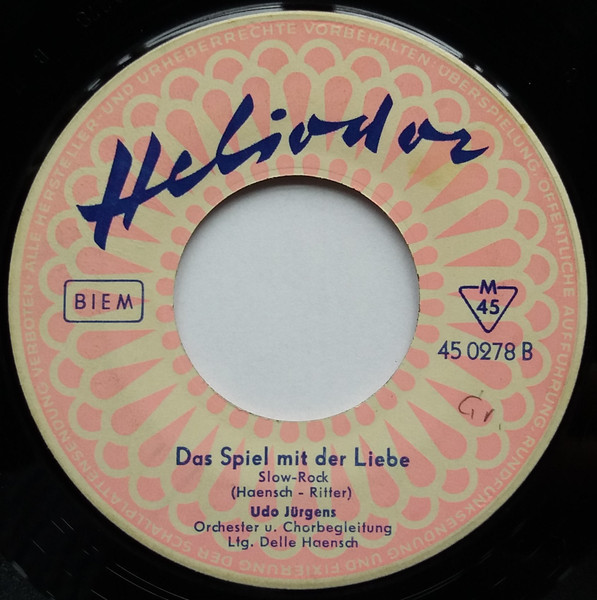 ALLE HERSTELLER- UND URHEBERRECHTE VORBEHALTEN · ÜBERSPIELUNG, ÖFFENTLICHE AUFFÜHRUNG RUNDFUNKSENDUNG UND FIXIERUNG DER SCHALLPLATTENSENDUNG VERBOTEN ·
Heliodor
BIEM
M
45
45 0278 B
Gr.
Das Spiel mit der Liebe
Slow-Rock
(Haensch - Ritter)
Udo Jürgens
Orchester u. Chorbegleitung
Ltg. Delle Haensch